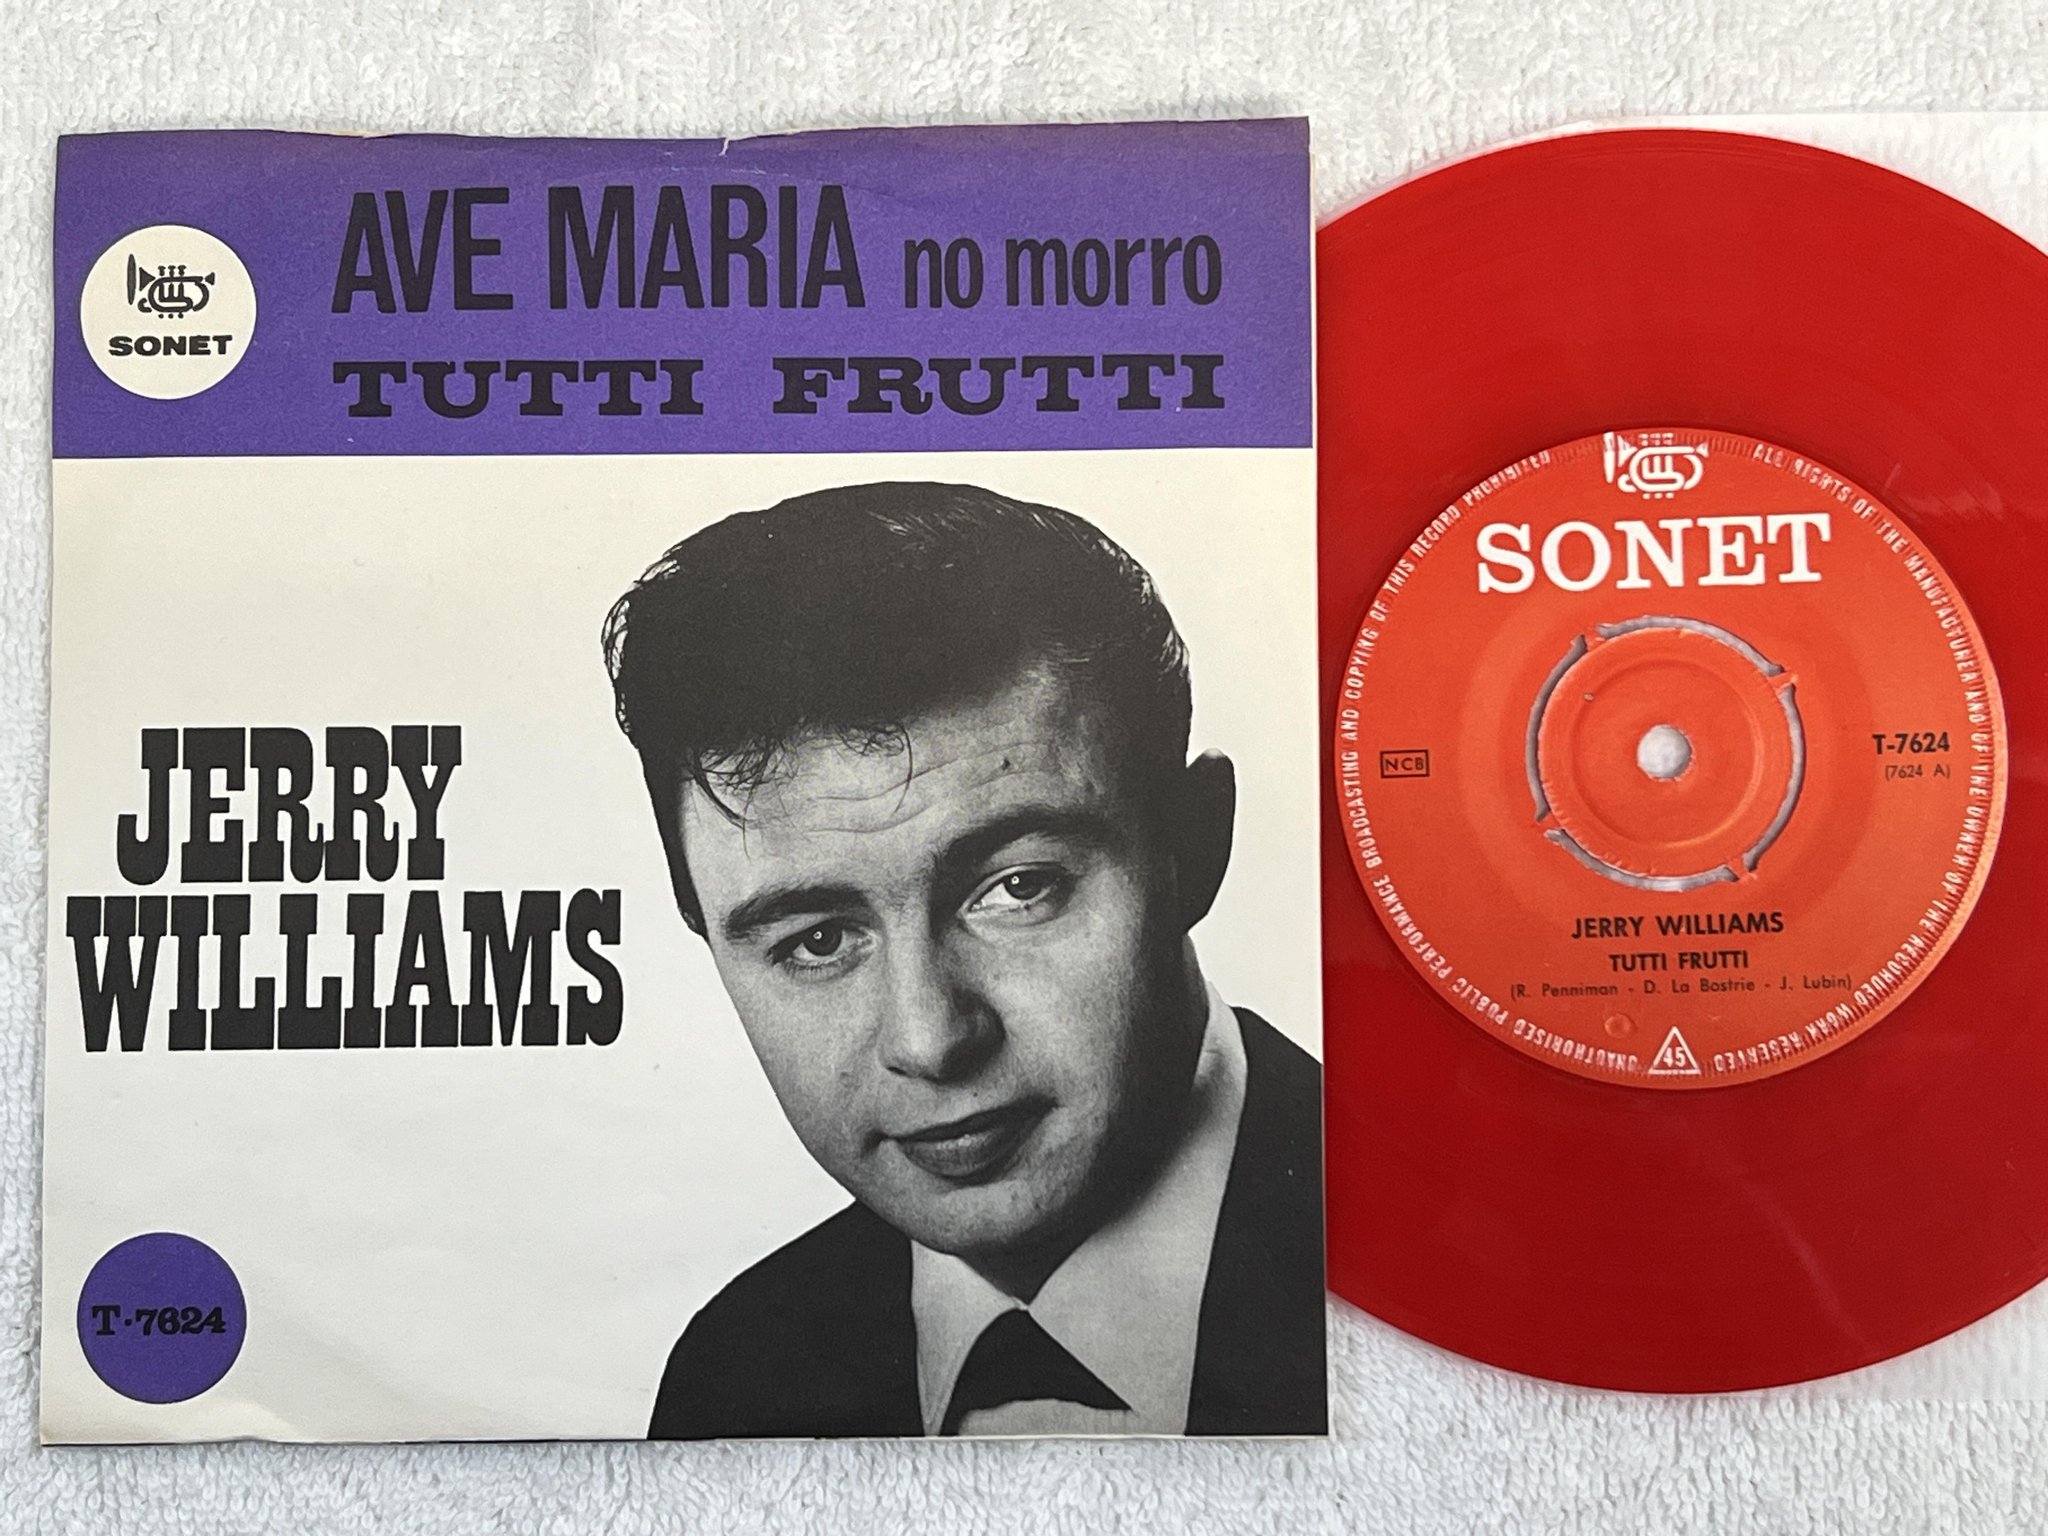 AVE MARIA no morro
TUTTI FRUTTI
SONET
JERRY
WILLIAMS
T·7624
SONET
NCB
T-7624
(7624 A)
JERRY WILLIAMS
TUTTI FRUTTI
(R. Penniman - D. La Bostrie - J. Lubin)
45
ALL RIGHTS OF THE MANUFACTURER AND OF THE OWNER OF THE RECORDED WORK RESERVED
UNAUTHORISED PUBLIC PERFORMANCE BROADCASTING AND COPYING OF THIS RECORD PROHIBITED